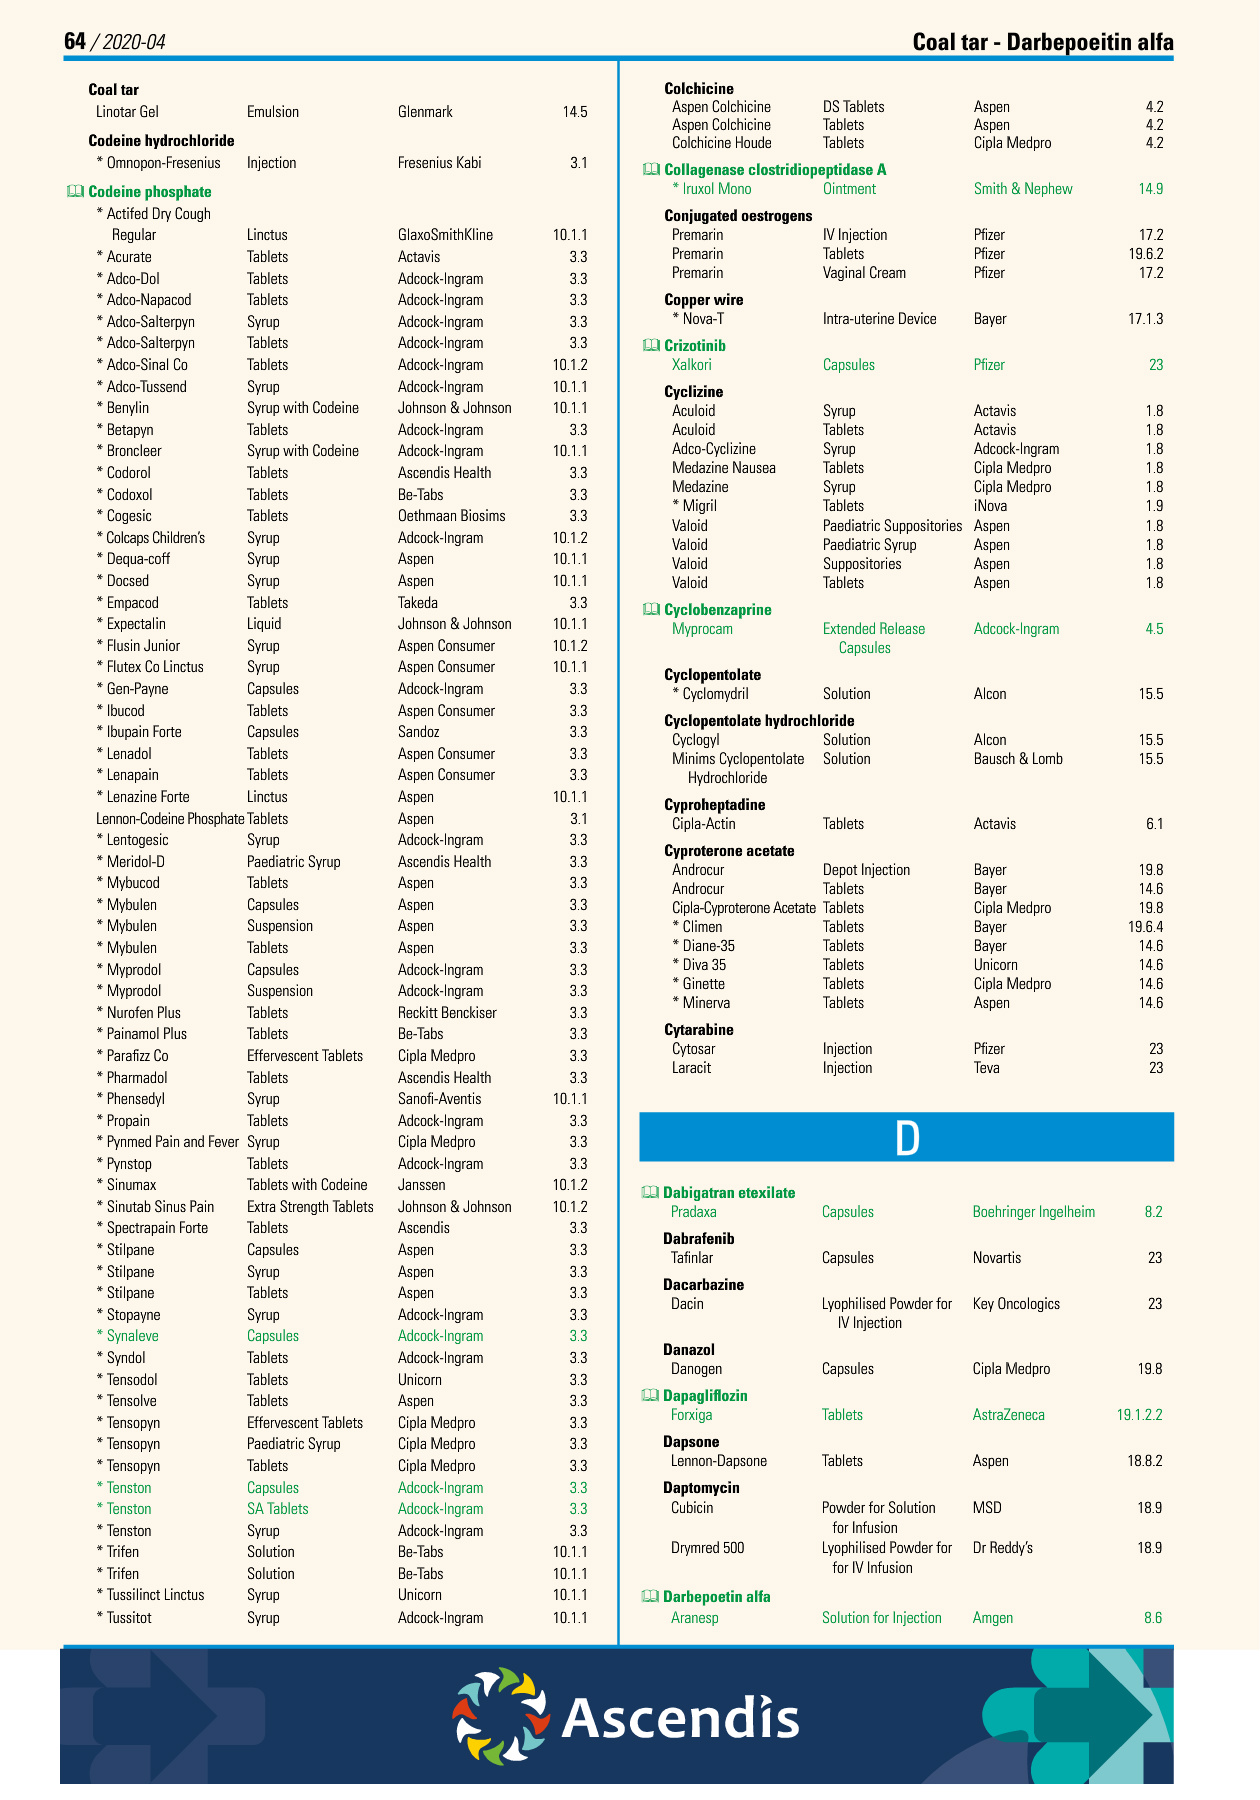 64 / 2020-04
Coal tar - Darbepoeitin alfa
Coal tar
Linotar Gel Emulsion Glenmark 14.5
Codeine hydrochloride
* Omnopon-Fresenius Injection Fresenius Kabi 3.1
Codeine phosphate
* Actifed Dry Cough
Regular Linctus GlaxoSmithKline 10.1.1
* Acurate Tablets Actavis 3.3
* Adco-Dol Tablets Adcock-Ingram 3.3
* Adco-Napacod Tablets Adcock-Ingram 3.3
* Adco-Salterpyn Syrup Adcock-Ingram 3.3
* Adco-Salterpyn Tablets Adcock-Ingram 3.3
* Adco-Sinal Co Tablets Adcock-Ingram 10.1.2
* Adco-Tussend Syrup Adcock-Ingram 10.1.1
* Benylin Syrup with Codeine Johnson & Johnson 10.1.1
* Betapyn Tablets Adcock-Ingram 3.3
* Broncleer Syrup with Codeine Adcock-Ingram 10.1.1
* Codorol Tablets Ascendis Health 3.3
* Codoxol Tablets Be-Tabs 3.3
* Cogesic Tablets Oethmaan Biosims 3.3
* Colcaps Children's Syrup Adcock-Ingram 10.1.2
* Dequa-coff Syrup Aspen 10.1.1
* Docsed Syrup Aspen 10.1.1
* Empacod Tablets Takeda 3.3
* Expectalin Liquid Johnson & Johnson 10.1.1
* Flusin Junior Syrup Aspen Consumer 10.1.2
* Flutex Co Linctus Syrup Aspen Consumer 10.1.1
* Gen-Payne Capsules Adcock-Ingram 3.3
* Ibucod Tablets Aspen Consumer 3.3
* Ibupain Forte Capsules Sandoz 3.3
* Lenadol Tablets Aspen Consumer 3.3
* Lenapain Tablets Aspen Consumer 3.3
* Lenazine Forte Linctus Aspen 10.1.1
Lennon-Codeine Phosphate Tablets Aspen 3.1
* Lentogesic Syrup Adcock-Ingram 3.3
* Meridol-D Paediatric Syrup Ascendis Health 3.3
* Mybucod Tablets Aspen 3.3
* Mybulen Capsules Aspen 3.3
* Mybulen Suspension Aspen 3.3
* Mybulen Tablets Aspen 3.3
* Myprodol Capsules Adcock-Ingram 3.3
* Myprodol Suspension Adcock-Ingram 3.3
* Nurofen Plus Tablets Reckitt Benckiser 3.3
* Painamol Plus Tablets Be-Tabs 3.3
* Parafizz Co Effervescent Tablets Cipla Medpro 3.3
* Pharmadol Tablets Ascendis Health 3.3
* Phensedyl Syrup Sanofi-Aventis 10.1.1
* Propain Tablets Adcock-Ingram 3.3
* Pynmed Pain and Fever Syrup Cipla Medpro 3.3
* Pynstop Tablets Adcock-Ingram 3.3
* Sinumax Tablets with Codeine Janssen 10.1.2
* Sinutab Sinus Pain Extra Strength Tablets Johnson & Johnson 10.1.2
* Spectrapain Forte Tablets Ascendis 3.3
* Stilpane Capsules Aspen 3.3
* Stilpane Syrup Aspen 3.3
* Stilpane Tablets Aspen 3.3
* Stopayne Syrup Adcock-Ingram 3.3
* Synaleve Capsules Adcock-Ingram 3.3
* Syndol Tablets Adcock-Ingram 3.3
* Tensodol Tablets Unicorn 3.3
* Tensolve Tablets Aspen 3.3
* Tensopyn Effervescent Tablets Cipla Medpro 3.3
* Tensopyn Paediatric Syrup Cipla Medpro 3.3
* Tensopyn Tablets Cipla Medpro 3.3
* Tenston Capsules Adcock-Ingram 3.3
* Tenston SA Tablets Adcock-Ingram 3.3
* Tenston Syrup Adcock-Ingram 3.3
* Trifen Solution Be-Tabs 10.1.1
* Trifen Solution Be-Tabs 10.1.1
* Tussilinct Linctus Syrup Unicorn 10.1.1
* Tussitot Syrup Adcock-Ingram 10.1.1
Colchicine
Aspen Colchicine DS Tablets Aspen 4.2
Aspen Colchicine Tablets Aspen 4.2
Colchicine Houde Tablets Cipla Medpro 4.2
Collagenase clostridiopeptidase A
* Iruxol Mono Ointment Smith & Nephew 14.9
Conjugated oestrogens
Premarin IV Injection Pfizer 17.2
Premarin Tablets Pfizer 19.6.2
Premarin Vaginal Cream Pfizer 17.2
Copper wire
* Nova-T Intra-uterine Device Bayer 17.1.3
Crizotinib
Xalkori Capsules Pfizer 23
Cyclizine
Aculoid Syrup Actavis 1.8
Aculoid Tablets Actavis 1.8
Adco-Cyclizine Syrup Adcock-Ingram 1.8
Medazine Nausea Tablets Cipla Medpro 1.8
Medazine Syrup Cipla Medpro 1.8
* Migril Tablets iNova 1.9
Valoid Paediatric Suppositories Aspen 1.8
Valoid Paediatric Syrup Aspen 1.8
Valoid Suppositories Aspen 1.8
Valoid Tablets Aspen 1.8
Cyclobenzaprine
Myprocam Extended Release Adcock-Ingram 4.5
Capsules
Cyclopentolate
* Cyclomydril Solution Alcon 15.5
Cyclopentolate hydrochloride
Cyclogyl Solution Alcon 15.5
Minims Cyclopentolate Solution Bausch & Lomb 15.5
Hydrochloride
Cyproheptadine
Cipla-Actin Tablets Actavis 6.1
Cyproterone acetate
Androcur Depot Injection Bayer 19.8
Androcur Tablets Bayer 14.6
Cipla-Cyproterone Acetate Tablets Cipla Medpro 19.8
* Climen Tablets Bayer 19.6.4
* Diane-35 Tablets Bayer 14.6
* Diva 35 Tablets Unicorn 14.6
* Ginette Tablets Cipla Medpro 14.6
* Minerva Tablets Aspen 14.6
Cytarabine
Cytosar Injection Pfizer 23
Laracit Injection Teva 23
D
Dabigatran etexilate
Pradaxa Capsules Boehringer Ingelheim 8.2
Dabrafenib
Tafinlar Capsules Novartis 23
Dacarbazine
Dacin Lyophilised Powder for Key Oncologics 23
IV Injection
Danazol
Danogen Capsules Cipla Medpro 19.8
Dapagliflozin
Forxiga Tablets AstraZeneca 19.1.2.2
Dapsone
Lennon-Dapsone Tablets Aspen 18.8.2
Daptomycin
Cubicin Powder for Solution MSD 18.9
for Infusion
Drymred 500 Lyophilised Powder for Dr Reddy's 18.9
for IV Infusion
Darbepoetin alfa
Aranesp Solution for Injection Amgen 8.6
Ascendis